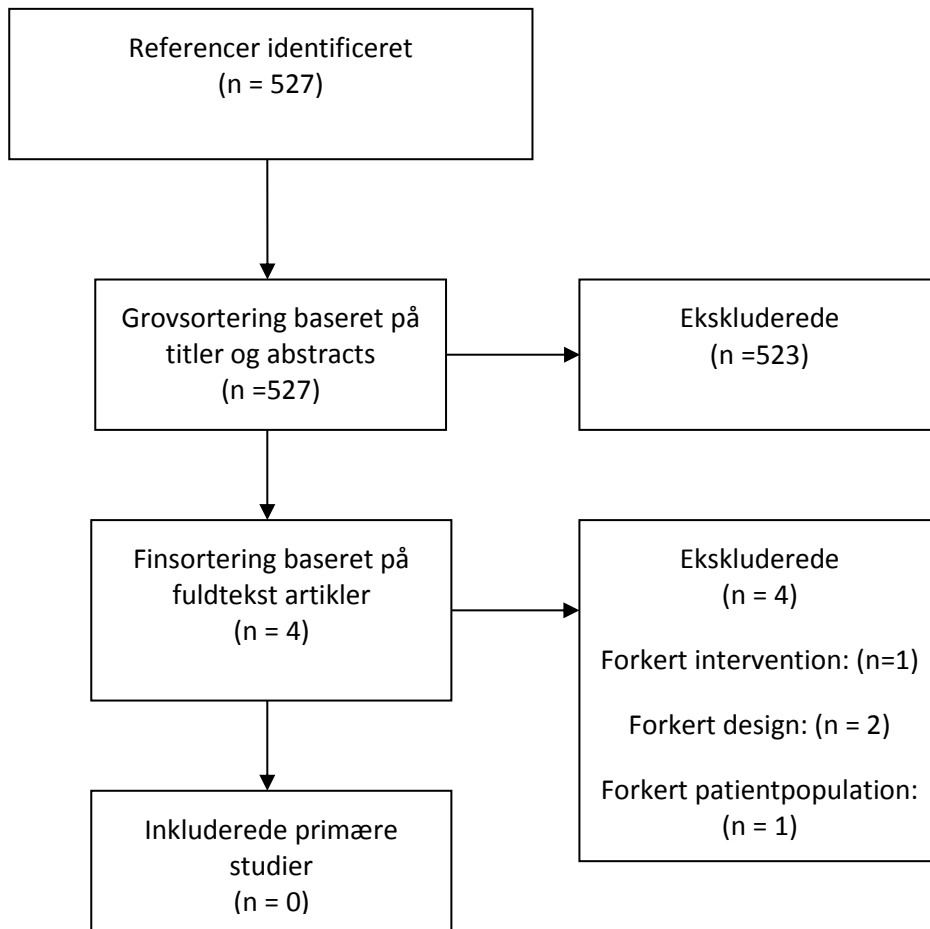 Referencer identificeret
(n = 527)
Grovsortering baseret på
titler og abstracts
(n =527)
Ekskluderede
(n =523)
Finsortering baseret på
fuldtekst artikler
(n = 4)
Ekskluderede
(n = 4)
Forkert intervention: (n=1)
Forkert design: (n = 2)
Forkert patientpopulation:
(n = 1)
Inkluderede primære
studier
(n = 0)